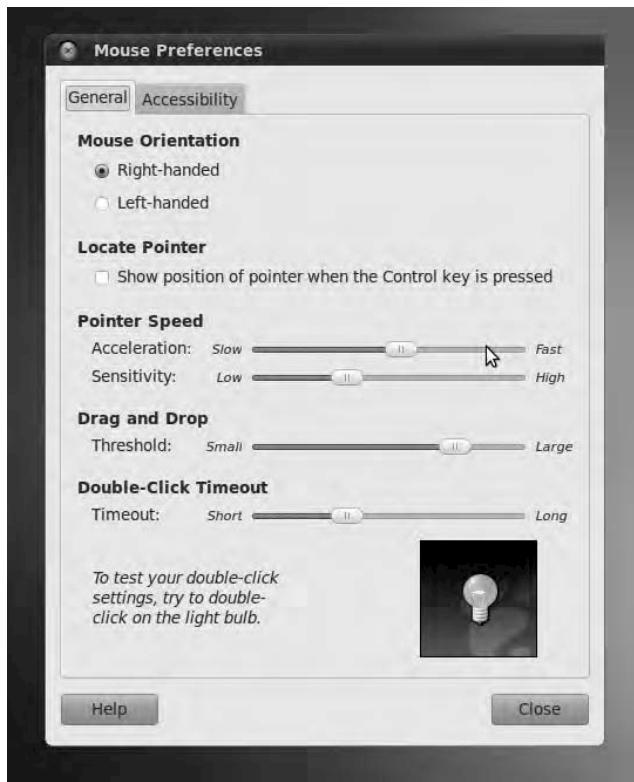 Mouse Preferences
General Accessibility
Mouse Orientation
Right-handed
Left-handed
Locate Pointer
Show position of pointer when the Control key is pressed
Pointer Speed
Acceleration: Slow Fast
Sensitivity: Low High
Drag and Drop
Threshold: Small Large
Double-Click Timeout
Timeout: Short Long
To test your double-click
settings, try to double-
click on the light bulb.
Help Close